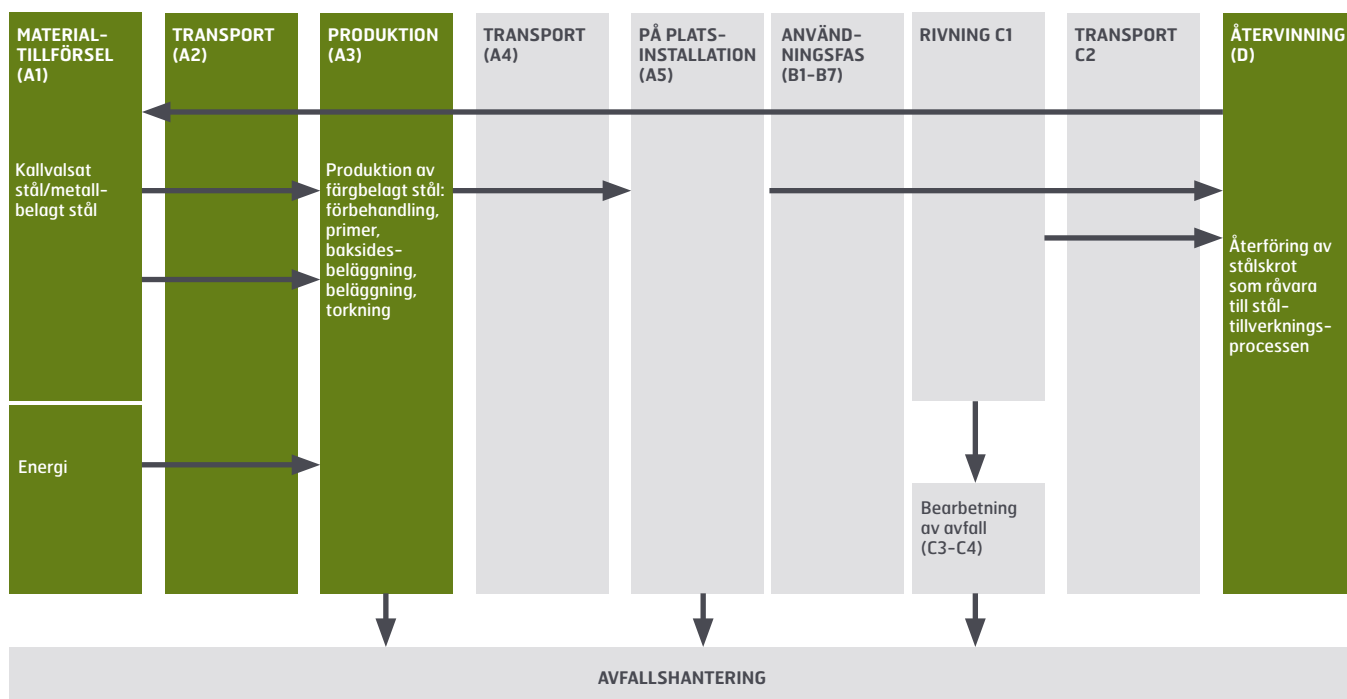 MATERIAL-
TILLFÖRSEL
(A1)
TRANSPORT
(A2)
PRODUKTION
(A3)
TRANSPORT
(A4)
PÅ PLATS-
INSTALLATION
(A5)
ANVÄND-
NINGSFAS
(B1-B7)
RIVNING C1
TRANSPORT
C2
ÅTERVINNING
(D)
Kallvalsat
stål/metall-
belagt stål
Produktion av
färgbelagt stål:
förbehandling,
primer,
baksides-
beläggning,
beläggning,
torkning
Återföring av
stålskrot
som råvara
till stål-
tillverknings-
processen
Energi
Bearbetning
av avfall
(C3-C4)
AVFALLSHANTERING